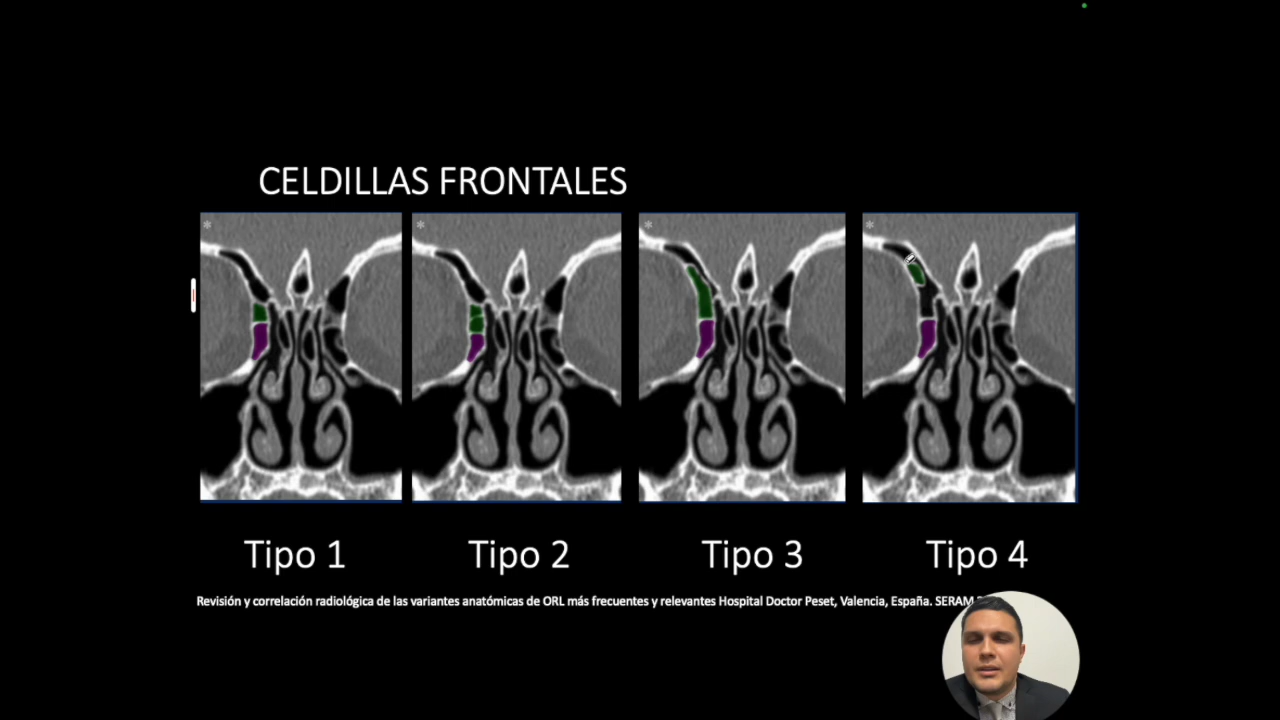 CELDILLAS FRONTALES
* * * *
Tipo 1 Tipo 2 Tipo 3 Tipo 4
Revisión y correlación radiológica de las variantes anatómicas de ORL más frecuentes y relevantes Hospital Doctor Peset, Valencia, España. SERAM